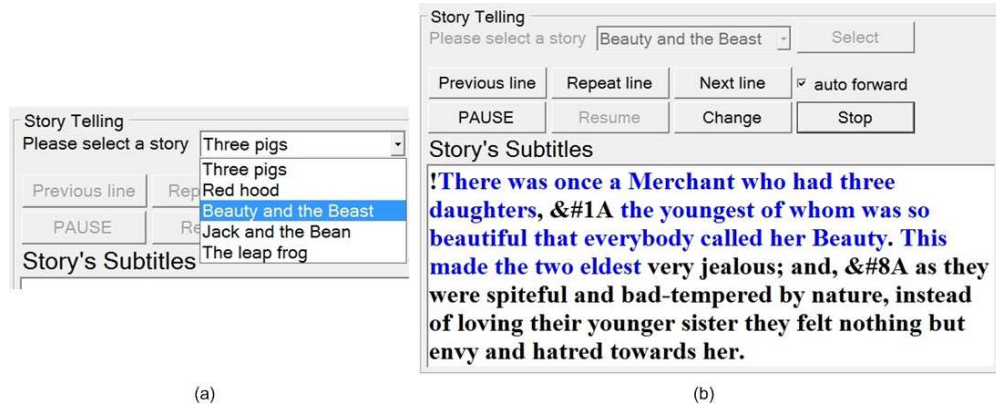 Story Telling
Please select a story Three pigs
Three pigs
Red hood
Beauty and the Beast
Jack and the Bean
The leap frog
Previous line Rep
PAUSE Re
Story's Subtitles
(a)
Story Telling
Please select a story Beauty and the Beast Select
Previous line Repeat line Next line auto forward
PAUSE Resume Change Stop
Story's Subtitles
!There was once a Merchant who had three
daughters, &#1A the youngest of whom was so
beautiful that everybody called her Beauty. This
made the two eldest very jealous; and, &#8A as they
were spiteful and bad-tempered by nature, instead
of loving their younger sister they felt nothing but
envy and hatred towards her.
(b)